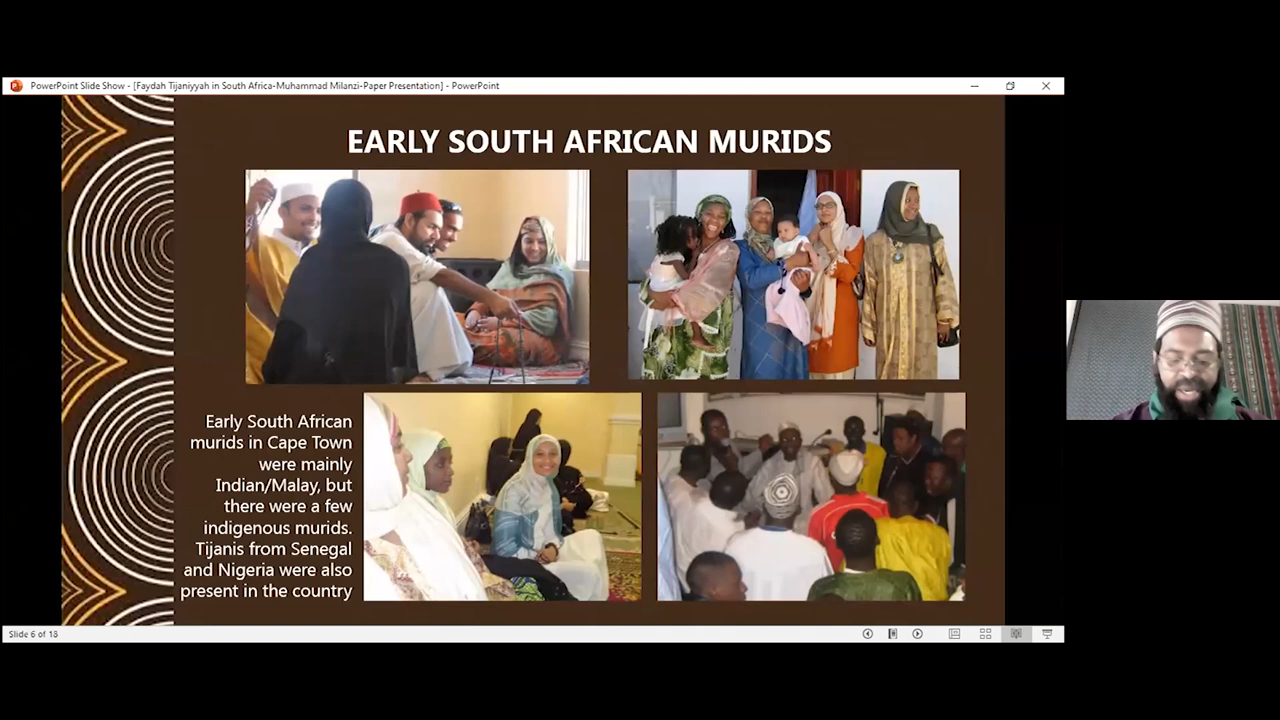 PowerPoint Slide Show - [Faydah Tijaniyyah in South Africa-Muhammad Milanzi-Paper Presentation] - PowerPoint
EARLY SOUTH AFRICAN MURIDS
Early South African
murids in Cape Town
were mainly
Indian/Malay, but
there were a few
indigenous murids.
Tijanis from Senegal
and Nigeria were also
present in the country
Slide 6 of 18